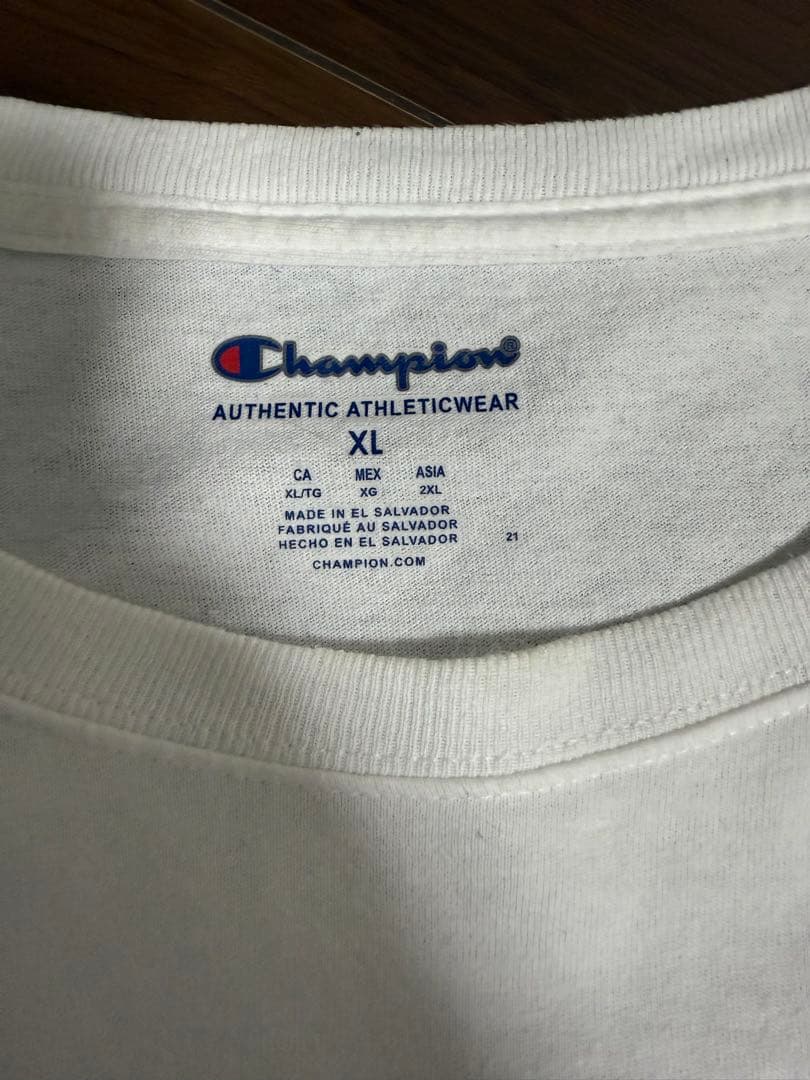 Champion®
AUTHENTIC ATHLETICWEAR
XL
CA MEX ASIA
XL/TG XG 2XL
MADE IN EL SALVADOR
FABRIQUÉ AU SALVADOR
HECHO EN EL SALVADOR 21
CHAMPION.COM